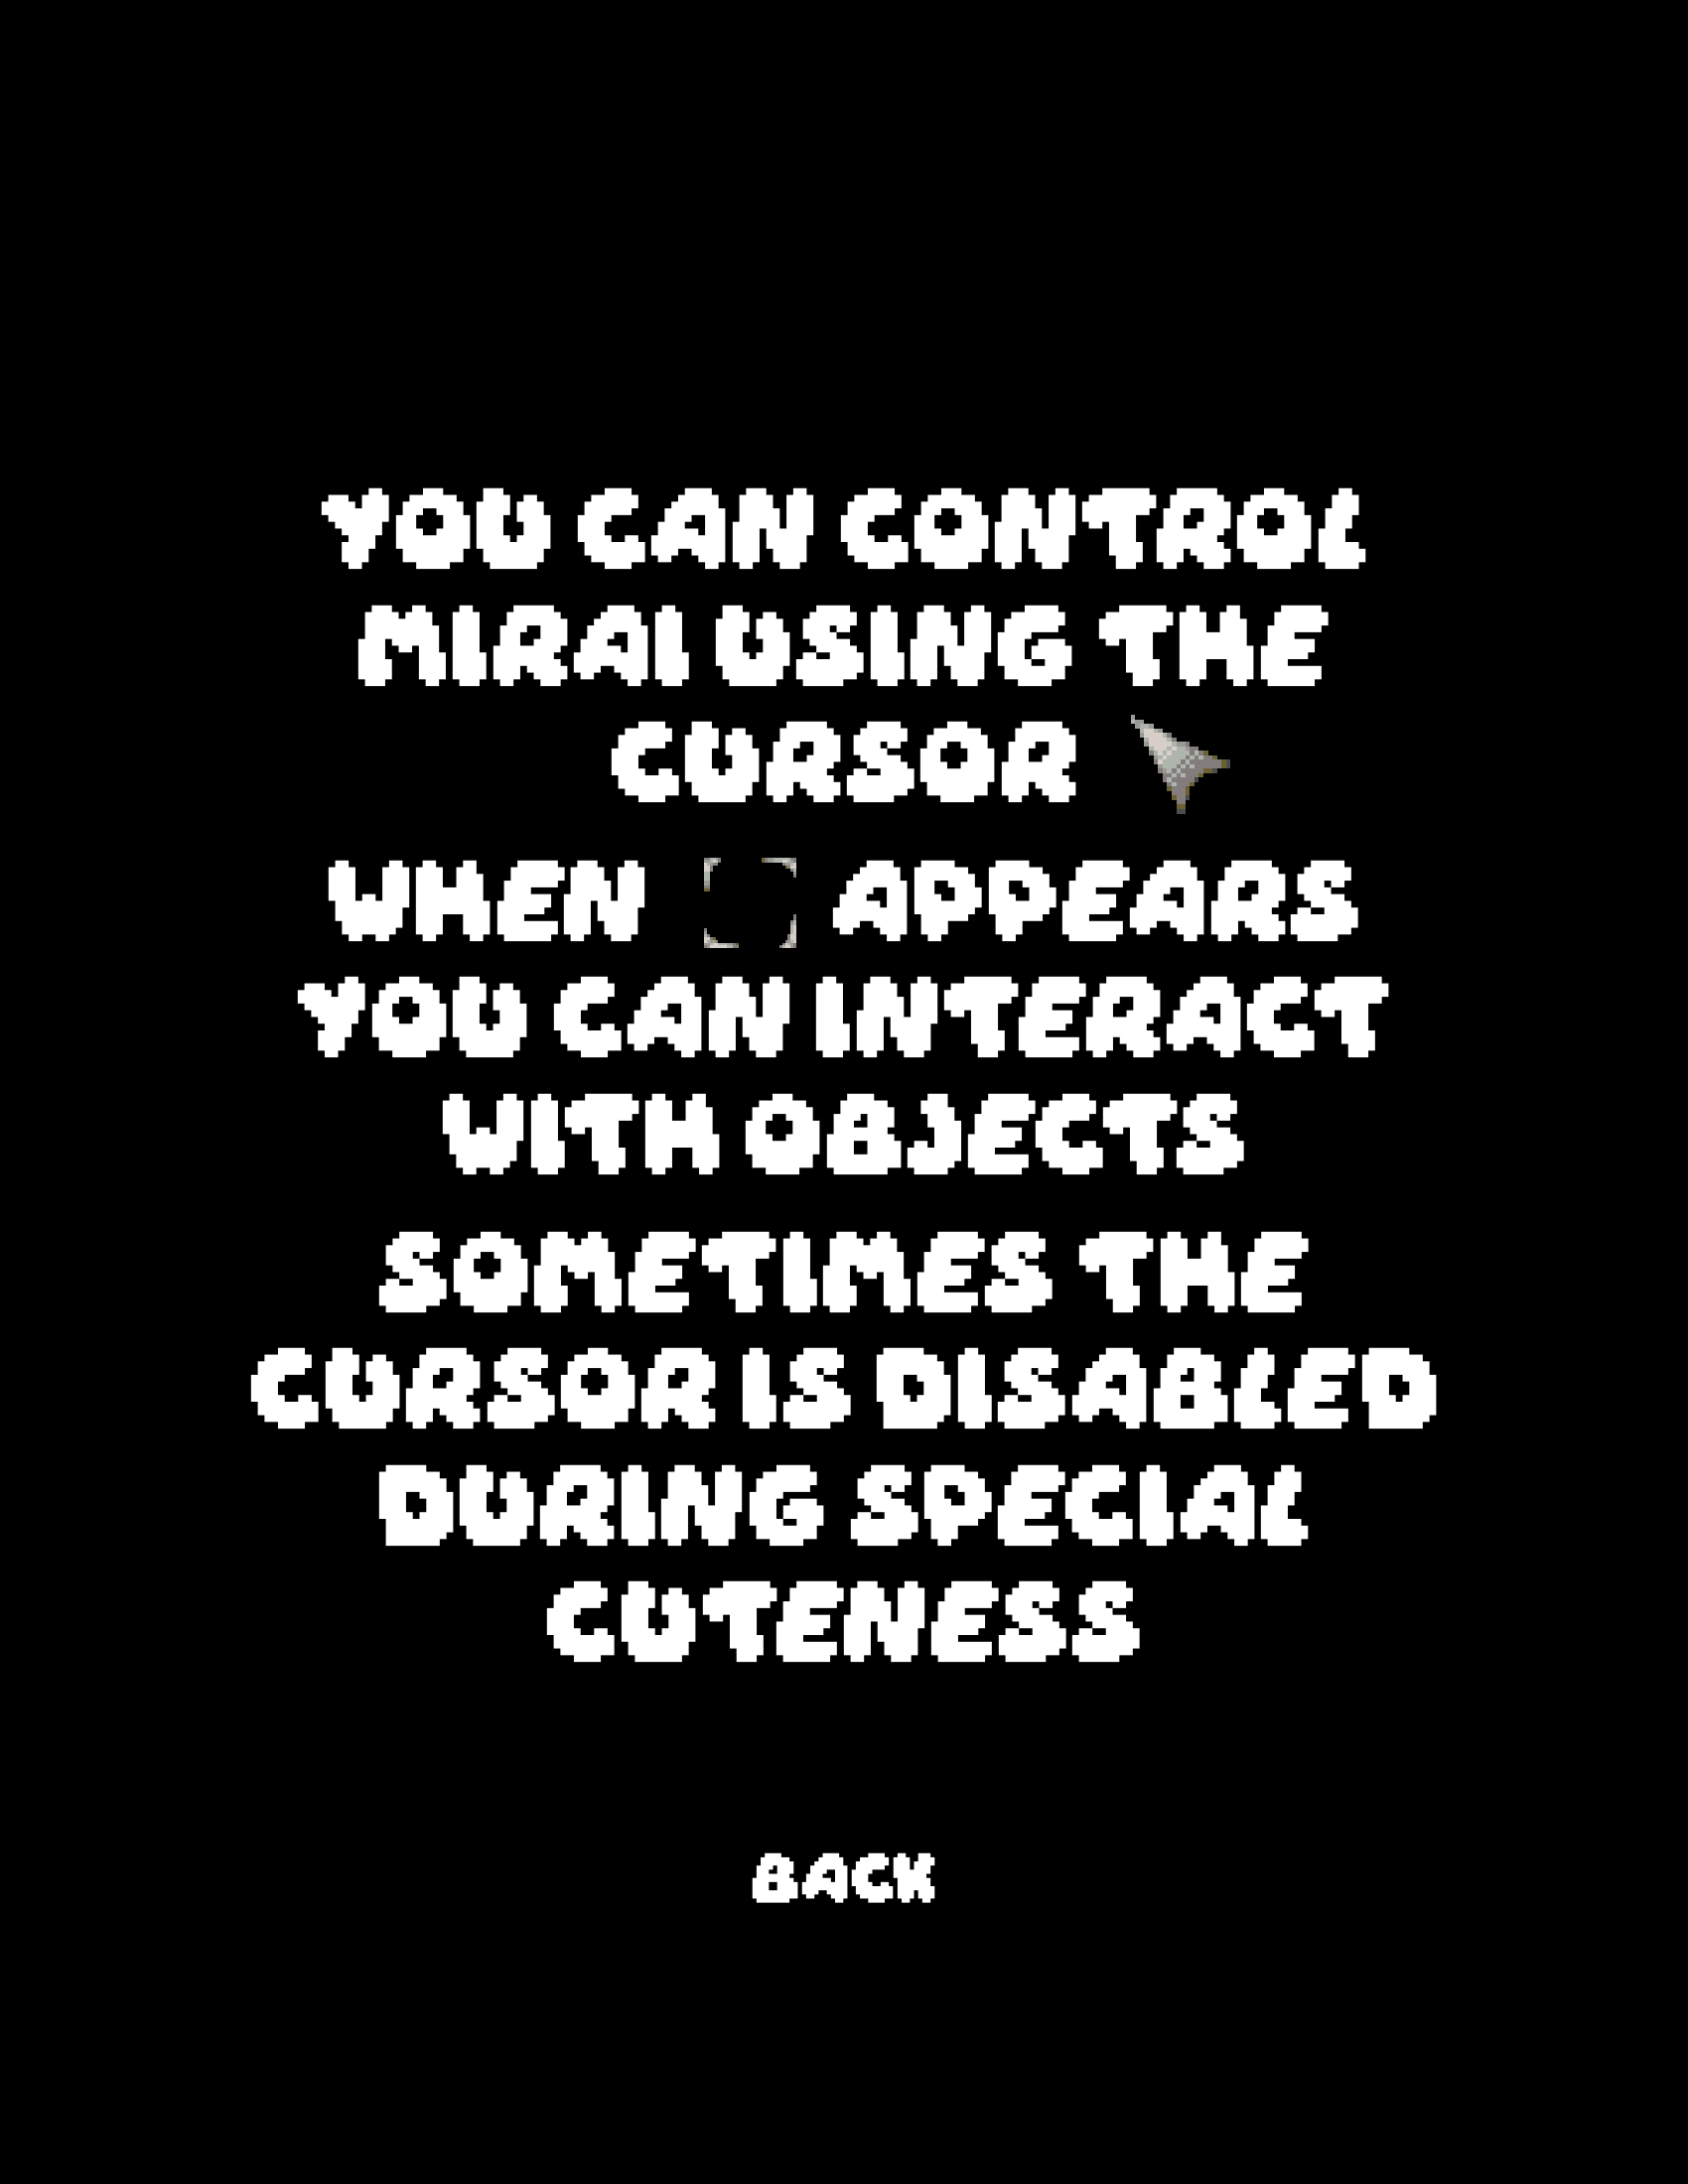 YOU CAN CONTROL
MIRAI USING THE
CURSOR
WHEN APPEARS
YOU CAN INTERACT
WITH OBJECTS
SOMETIMES THE
CURSOR IS DISABLED
DURING SPECIAL
CUTENESS
BACK